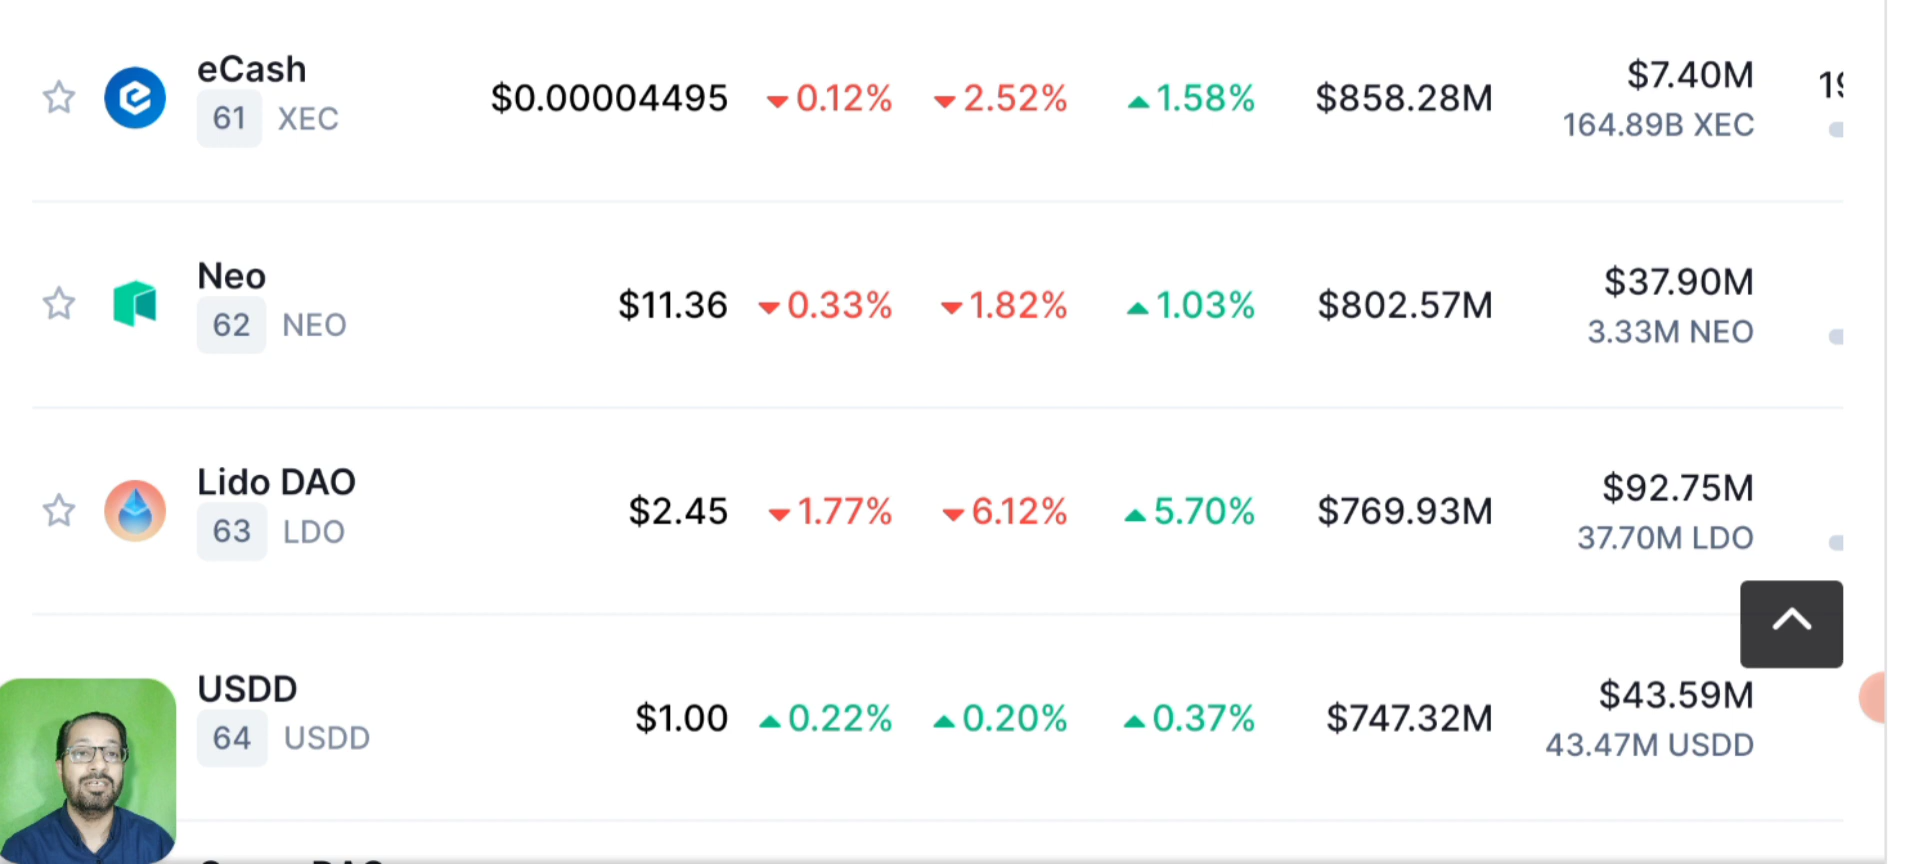 eCash
61 XEC
$0.00004495 0.12% 2.52% 1.58% $858.28M
$7.40M
164.89B XEC
Neo
62 NEO
$11.36 0.33% 1.82% 1.03% $802.57M
$37.90M
3.33M NEO
Lido DAO
63 LDO
$2.45 1.77% 6.12% 5.70% $769.93M
$92.75M
37.70M LDO
USDD
64 USDD
$1.00 0.22% 0.20% 0.37% $747.32M
$43.59M
43.47M USDD